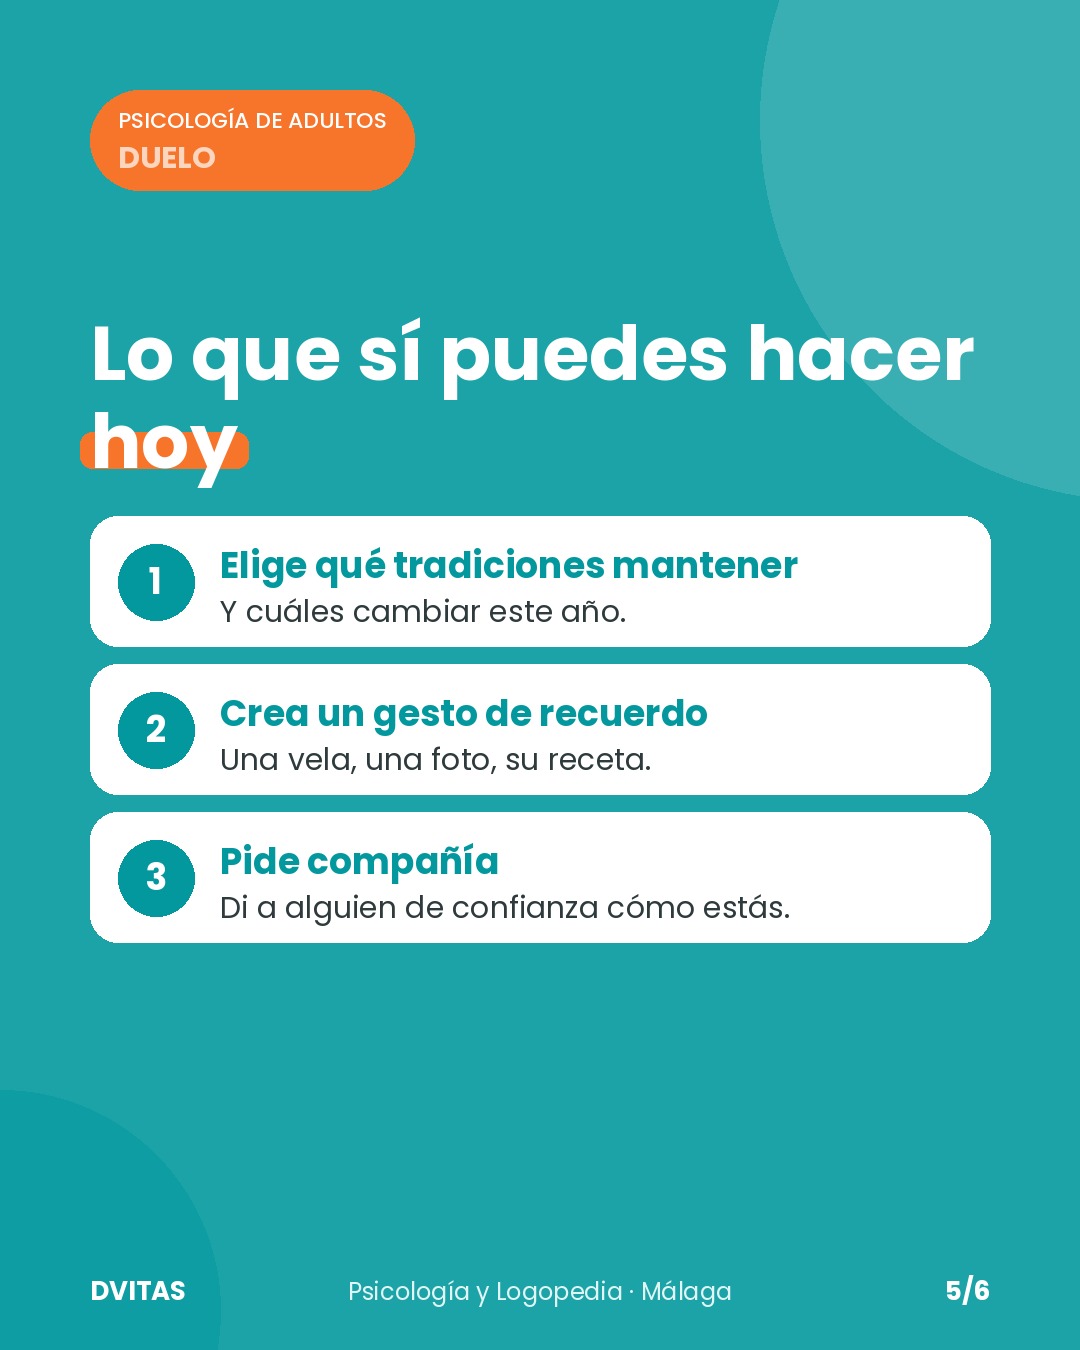 PSICOLOGÍA DE ADULTOS
DUELO
Lo que sí puedes hacer
hoy
1
Elige qué tradiciones mantener
Y cuáles cambiar este año.
2
Crea un gesto de recuerdo
Una vela, una foto, su receta.
3
Pide compañía
Di a alguien de confianza cómo estás.
DVITAS
Psicología y Logopedia · Málaga
5/6